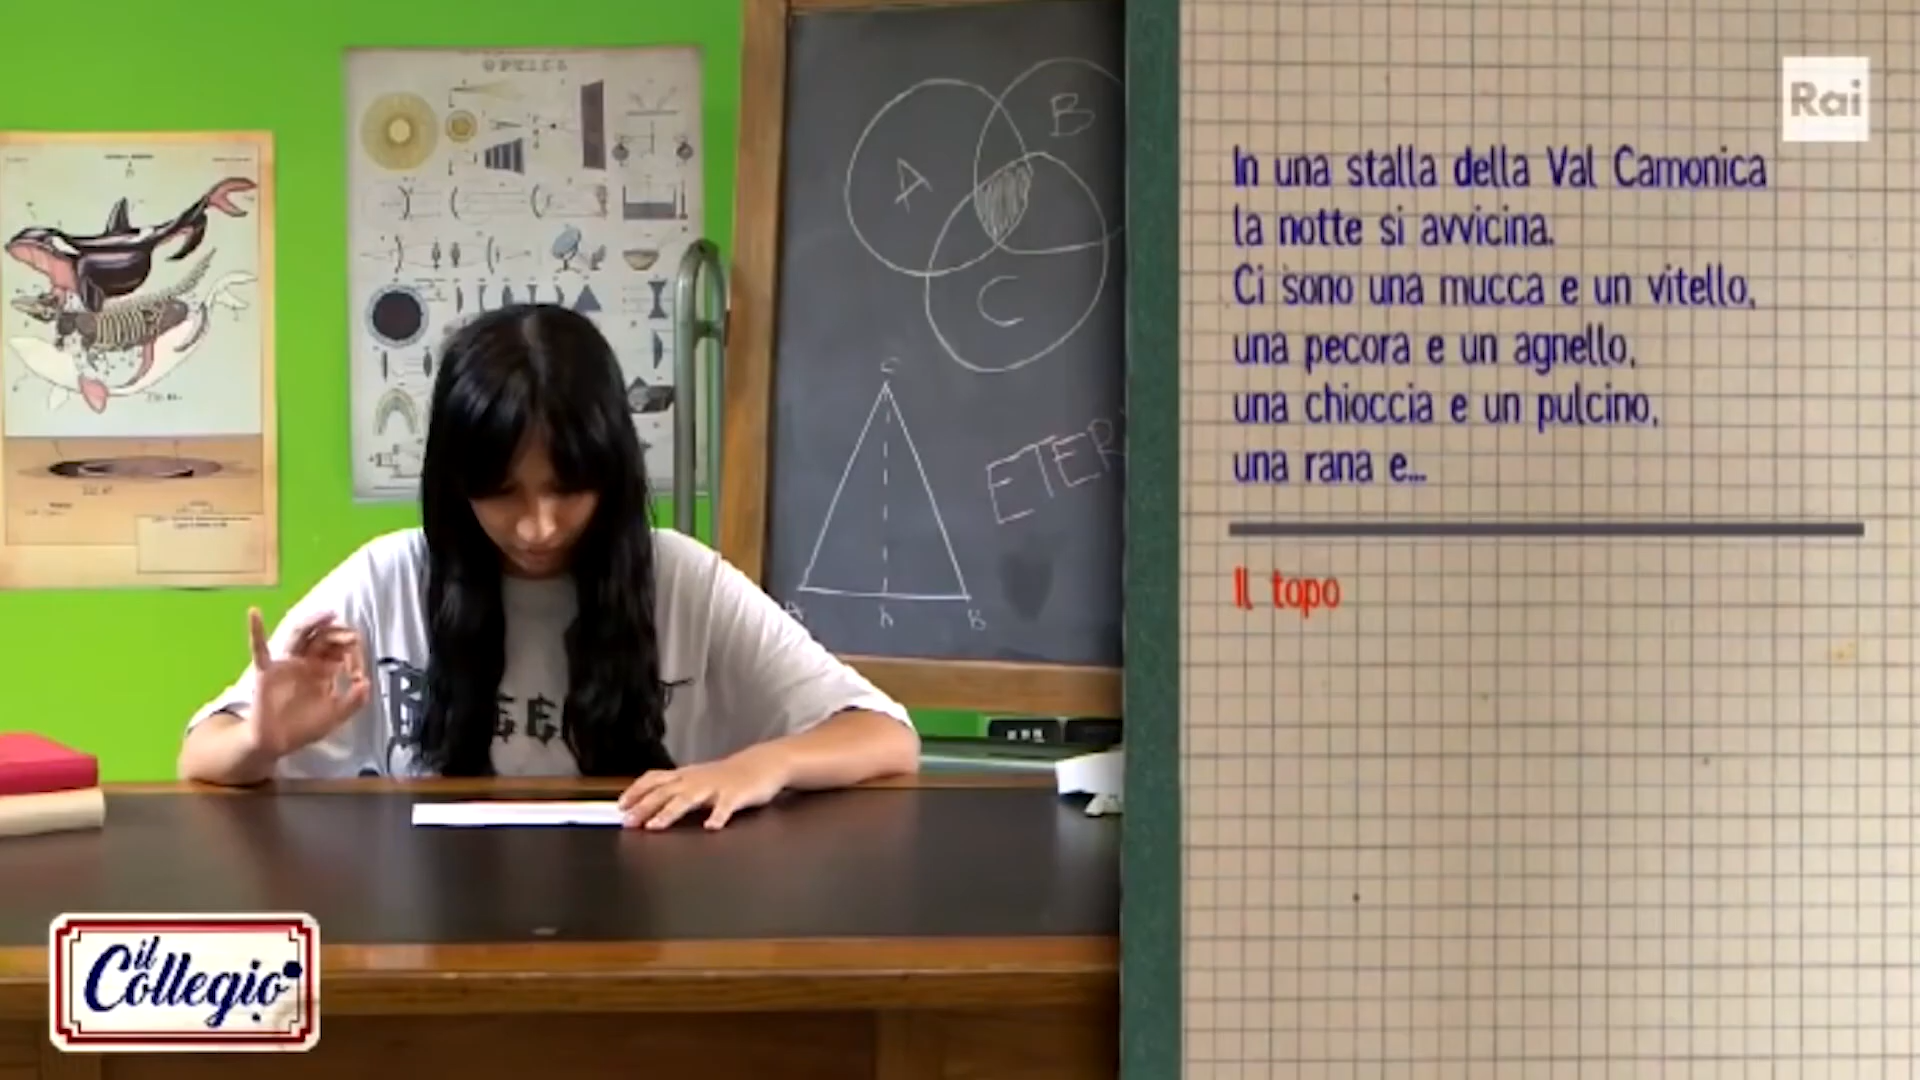 OPTICS
A
B
C
C
ETER
A
h
B
Rai
In una stalla della Val Camonica
la notte si avvicina.
Ci sono una mucca e un vitello,
una pecora e un agnello,
una chioccia e un pulcino,
una rana e...
Il topo
il
Collegio